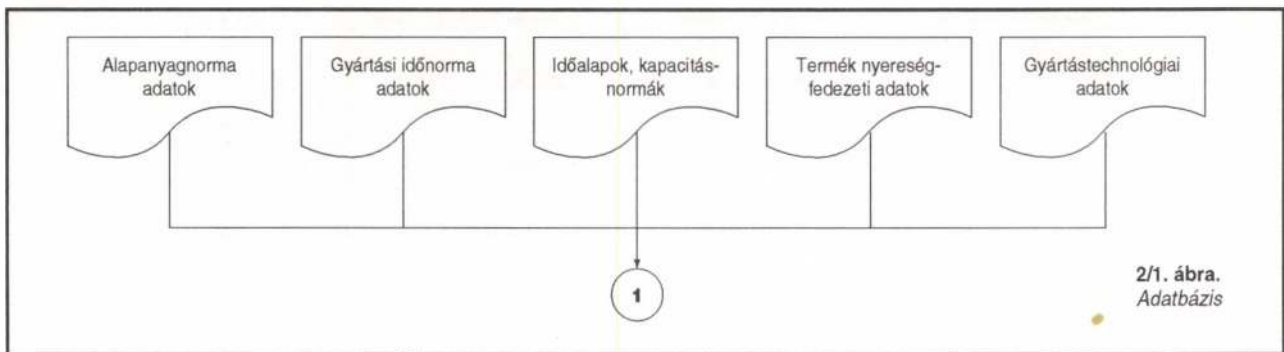 Alapanyagnorma
adatok
Gyártási időnorma
adatok
Időalapok, kapacitás-
normák
Termék nyereség-
fedezeti adatok
Gyártástechnológiai
adatok
1
2/1. ábra.
Adatbázis